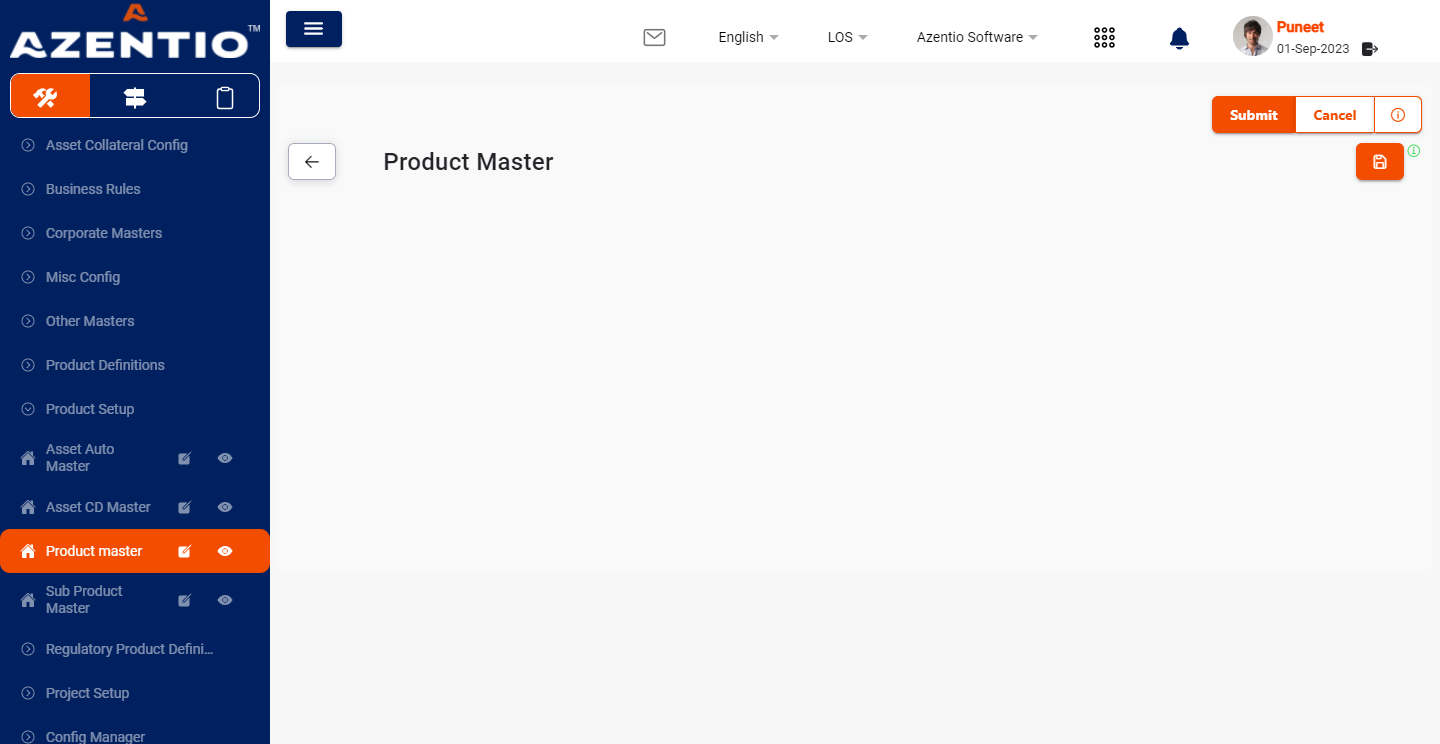 AZENTIO™
English
LOS
Azentio Software
Puneet
01-Sep-2023
Submit
Cancel
Product Master
Asset Collateral Config
Business Rules
Corporate Masters
Misc Config
Other Masters
Product Definitions
Product Setup
Asset Auto
Master
Asset CD Master
Product master
Sub Product
Master
Regulatory Product Defini...
Project Setup
Config Manager